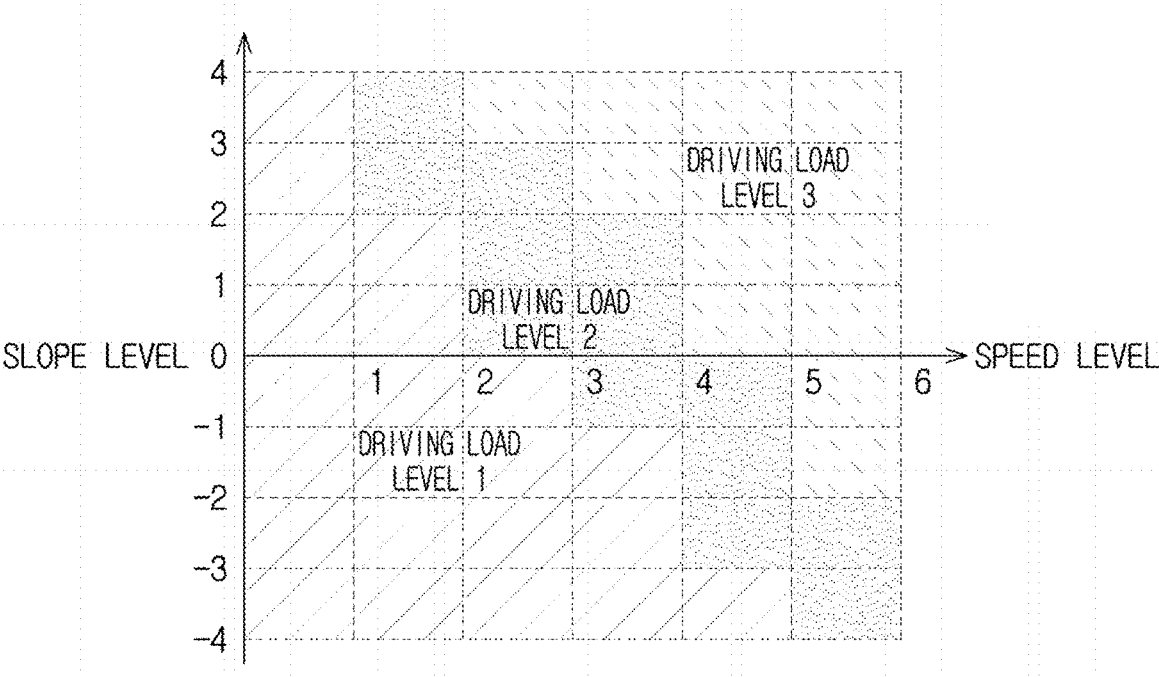 4
3
DRIVING LOAD
LEVEL 3
2
1
DRIVING LOAD
LEVEL 2
SLOPE LEVEL 0 SPEED LEVEL
1 2 3 4 5 6
-1
DRIVING LOAD
LEVEL 1
-2
-3
-4